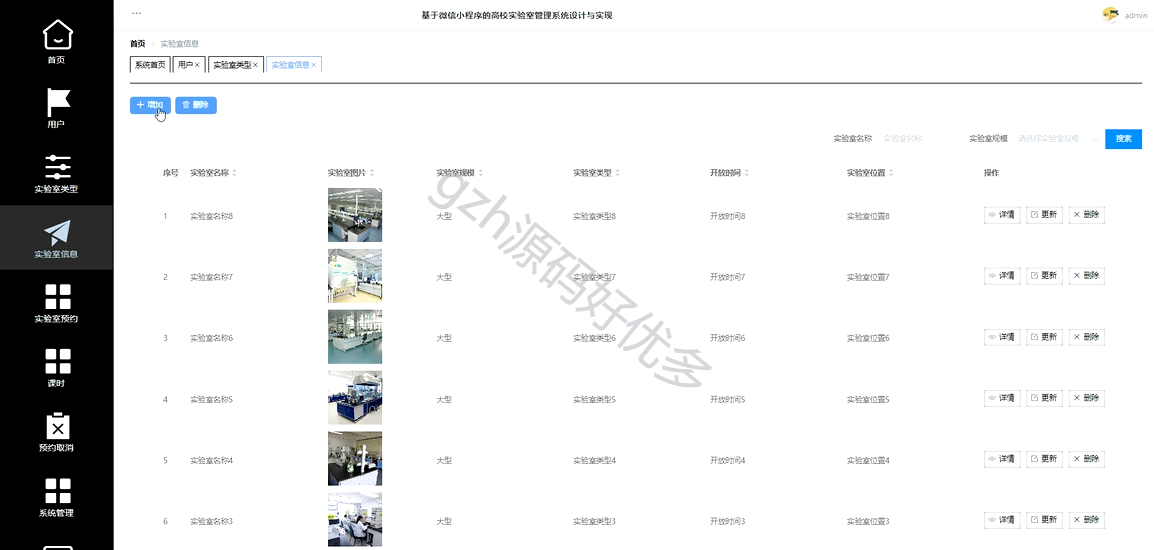 ...
基于微信小程序的高校实验室管理系统设计与实现
admin
首页
用户
实验室类型
实验室信息
实验室预约
课时
预约取消
系统管理
首页 实验室信息
系统首页 用户× 实验室类型× 实验室信息×
+ 增加 删除
实验室名称 实验室名称 实验室规模 请选择实验室规模 搜索
序号 实验室名称 实验室图片 实验室规模 实验室类型 开放时间 实验室位置 操作
1 实验室名称8 大型 实验室类型8 开放时间8 实验室位置8 详情 更新 × 删除
2 实验室名称7 大型 实验室类型7 开放时间7 实验室位置7 详情 更新 × 删除
3 实验室名称6 大型 实验室类型6 开放时间6 实验室位置6 详情 更新 × 删除
4 实验室名称5 大型 实验室类型5 开放时间5 实验室位置5 详情 更新 × 删除
5 实验室名称4 大型 实验室类型4 开放时间4 实验室位置4 详情 更新 × 删除
6 实验室名称3 大型 实验室类型3 开放时间3 实验室位置3 详情 更新 × 删除
gzh源码好优多